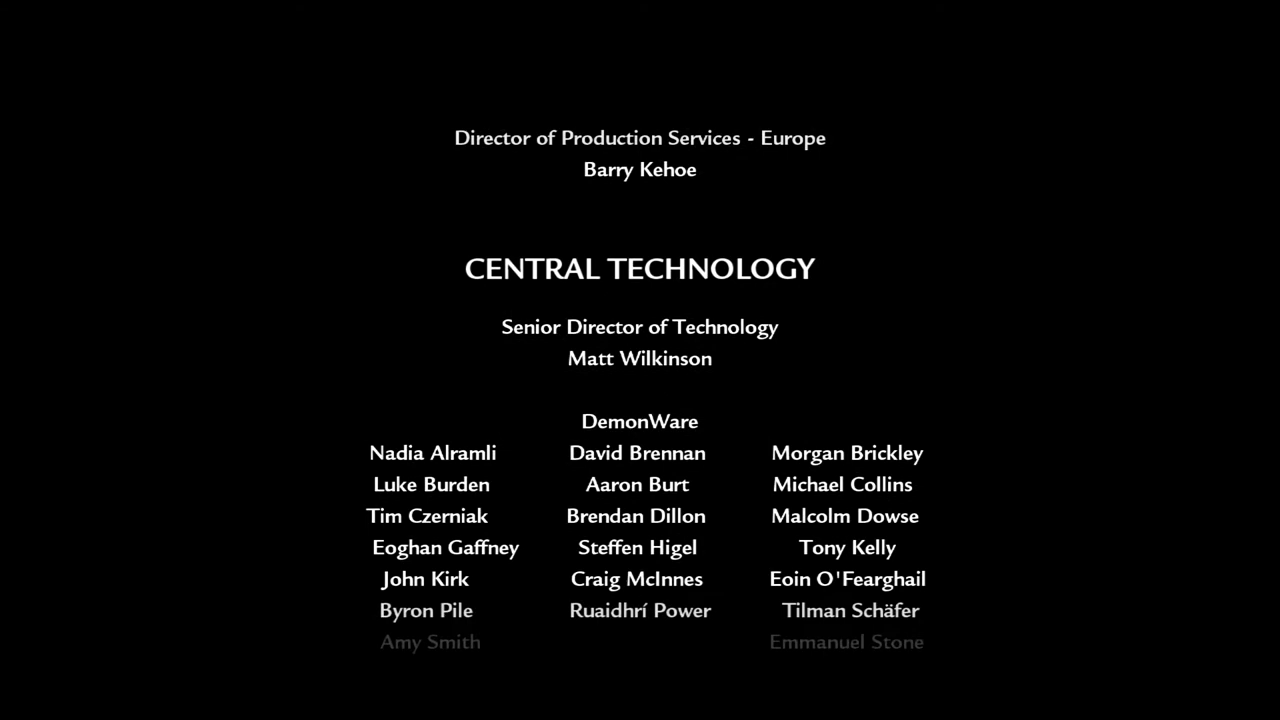 Director of Production Services - Europe
Barry Kehoe
CENTRAL TECHNOLOGY
Senior Director of Technology
Matt Wilkinson
DemonWare
Nadia Alramli David Brennan Morgan Brickley
Luke Burden Aaron Burt Michael Collins
Tim Czerniak Brendan Dillon Malcolm Dowse
Eoghan Gaffney Steffen Higel Tony Kelly
John Kirk Craig McInnes Eoin O'Fearghail
Byron Pile Ruaidhrí Power Tilman Schäfer
Amy Smith Emmanuel Stone